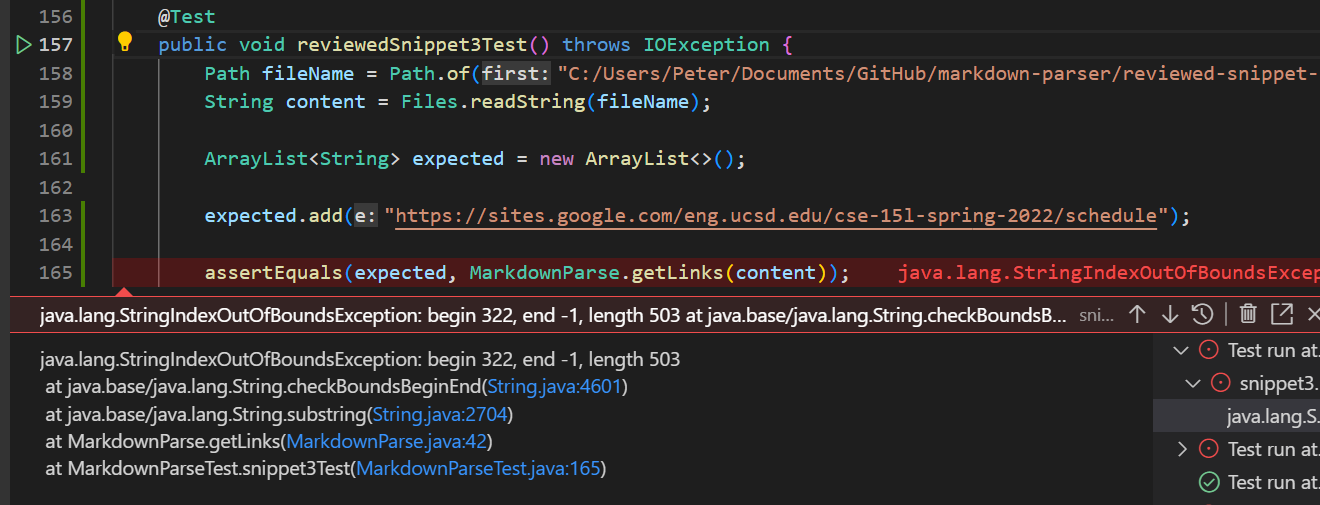 156 @Test
157 public void reviewedSnippet3Test() throws IOException {
158 Path fileName = Path.of(first: "C:/Users/Peter/Documents/GitHub/markdown-parser/reviewed-snippet-
159 String content = Files.readString(fileName);
160
161 ArrayList<String> expected = new ArrayList<>();
162
163 expected.add(e: "https://sites.google.com/eng.ucsd.edu/cse-15l-spring-2022/schedule");
164
165 assertEquals(expected, MarkdownParse.getLinks(content)); java.lang.StringIndexOutOfBoundsExcep
java.lang.StringIndexOutOfBoundsException: begin 322, end -1, length 503 at java.base/java.lang.String.checkBoundsB... sni...
java.lang.StringIndexOutOfBoundsException: begin 322, end -1, length 503
at java.base/java.lang.String.checkBoundsBeginEnd(String.java:4601)
at java.base/java.lang.String.substring(String.java:2704)
at MarkdownParse.getLinks(MarkdownParse.java:42)
at MarkdownParseTest.snippet3Test(MarkdownParseTest.java:165)
Test run at.
snippet3.
java.lang.S.
Test run at.
Test run at.